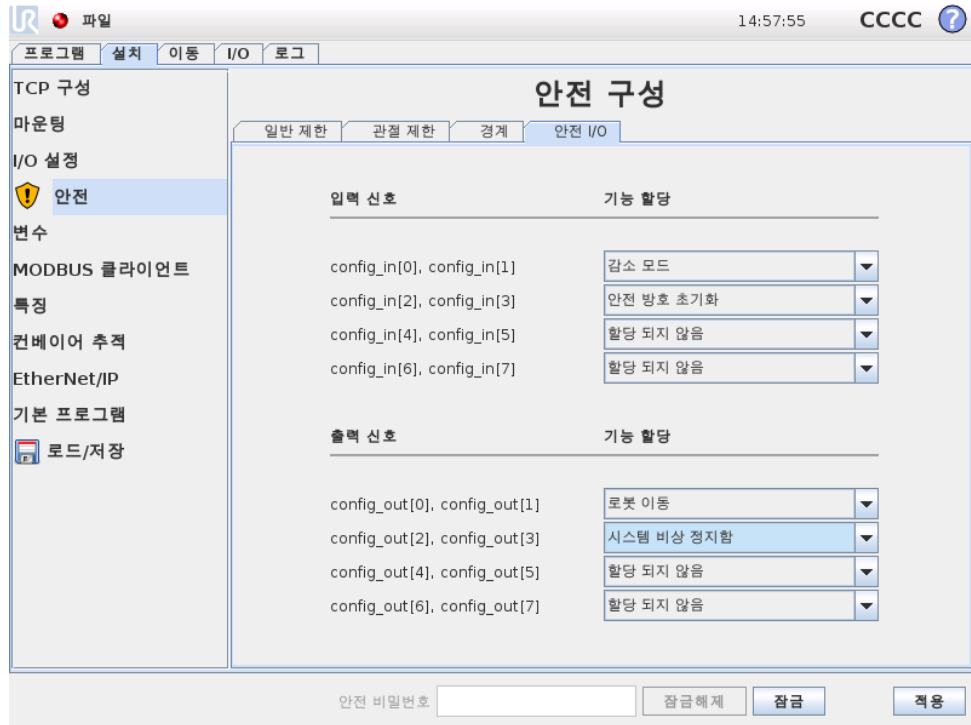 UR 파일 14:57:55 CCCC ?
프로그램 설치 이동 I/O 로그
TCP 구성
마운팅
I/O 설정
안전
변수
MODBUS 클라이언트
특징
컨베이어 추적
EtherNet/IP
기본 프로그램
로드/저장
안전 구성
일반 제한 관절 제한 경계 안전 I/O
입력 신호 기능 할당
config_in[0], config_in[1] 감소 모드
config_in[2], config_in[3] 안전 방호 초기화
config_in[4], config_in[5] 할당 되지 않음
config_in[6], config_in[7] 할당 되지 않음
출력 신호 기능 할당
config_out[0], config_out[1] 로봇 이동
config_out[2], config_out[3] 시스템 비상 정지함
config_out[4], config_out[5] 할당 되지 않음
config_out[6], config_out[7] 할당 되지 않음
안전 비밀번호 잠금해제 잠금 적용